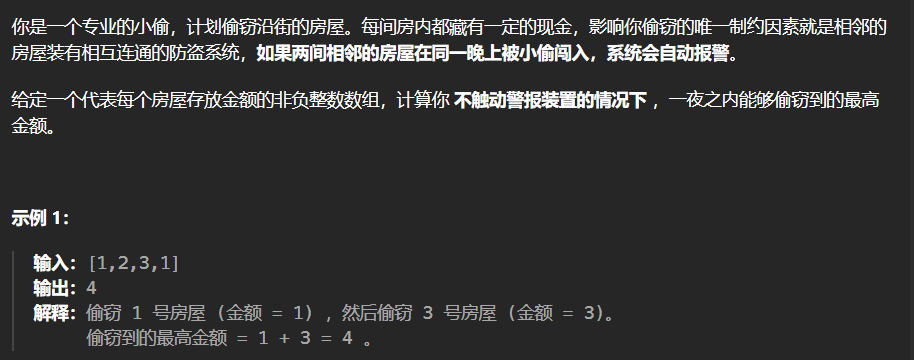 你是一个专业的小偷，计划偷窃沿街的房屋。每间房内都藏有一定的现金，影响你偷窃的唯一制约因素就是相邻的
房屋装有相互连通的防盗系统，如果两间相邻的房屋在同一晚上被小偷闯入，系统会自动报警。
给定一个代表每个房屋存放金额的非负整数数组，计算你 不触动警报装置的情况下 ，一夜之内能够偷窃到的最高
金额。
示例 1：
输入：[1,2,3,1]
输出：4
解释：偷窃 1 号房屋 (金额 = 1) ，然后偷窃 3 号房屋 (金额 = 3)。
偷窃到的最高金额 = 1 + 3 = 4 。